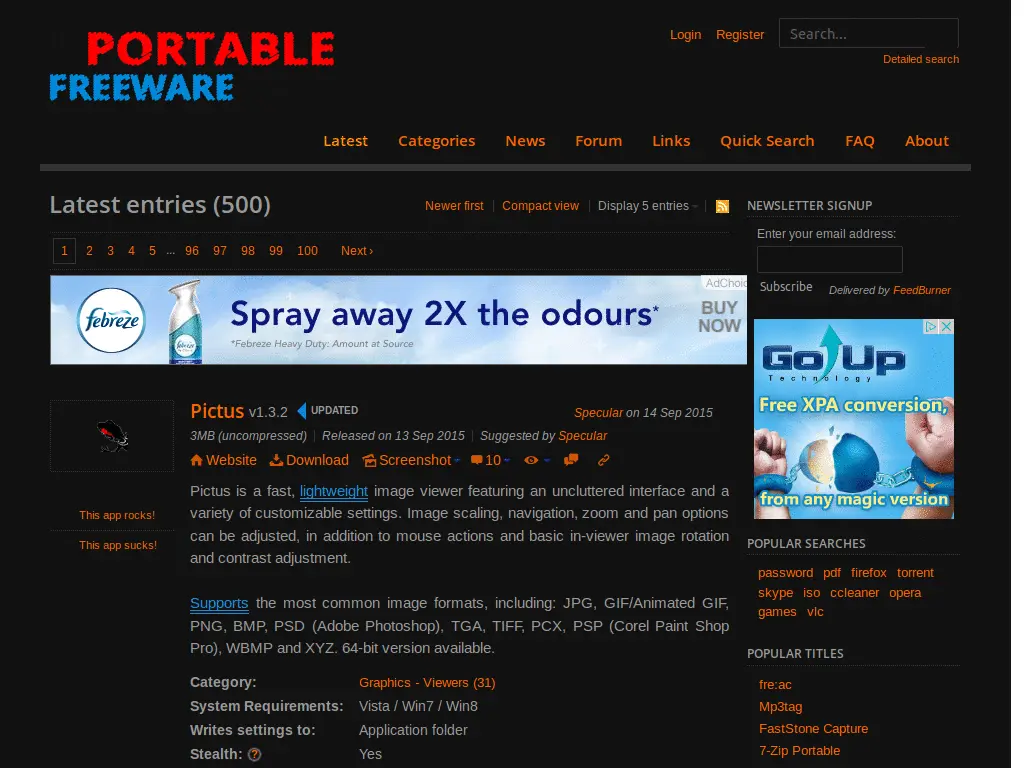 PORTABLE
FREEWARE
Login Register Search...
Detailed search
Latest Categories News Forum Links Quick Search FAQ About
Latest entries (500)
Newer first | Compact view | Display 5 entries |
1 2 3 4 5 ... 96 97 98 99 100 Next ›
febreze
febreze
Spray away 2X the odours*
*Febreze Heavy Duty: Amount at Source
AdChoic
BUY
NOW
Pictus v1.3.2 UPDATED
Specular on 14 Sep 2015
3MB (uncompressed) | Released on 13 Sep 2015 | Suggested by Specular
Website Download Screenshot 10
Pictus is a fast, lightweight image viewer featuring an uncluttered interface and a
variety of customizable settings. Image scaling, navigation, zoom and pan options
can be adjusted, in addition to mouse actions and basic in-viewer image rotation
and contrast adjustment.
Supports the most common image formats, including: JPG, GIF/Animated GIF,
PNG, BMP, PSD (Adobe Photoshop), TGA, TIFF, PCX, PSP (Corel Paint Shop
Pro), WBMP and XYZ. 64-bit version available.
This app rocks!
This app sucks!
Category: Graphics - Viewers (31)
System Requirements: Vista / Win7 / Win8
Writes settings to: Application folder
Stealth: ? Yes
NEWSLETTER SIGNUP
Enter your email address:
Subscribe Delivered by FeedBurner
Go Up
Technology
Free XPA conversion,
from any magic version
POPULAR SEARCHES
password pdf firefox torrent
skype iso ccleaner opera
games vlc
POPULAR TITLES
fre:ac
Mp3tag
FastStone Capture
7-Zip Portable